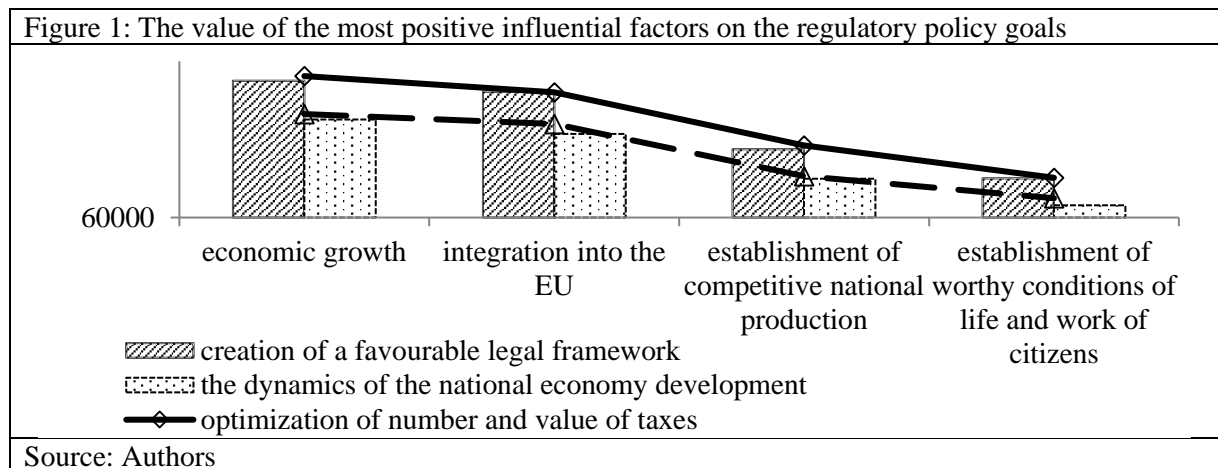 Figure 1: The value of the most positive influential factors on the regulatory policy goals
60000
economic growth
integration into the
EU
establishment of
competitive national
production
establishment of
worthy conditions of
life and work of
citizens
creation of a favourable legal framework
the dynamics of the national economy development
optimization of number and value of taxes
Source: Authors